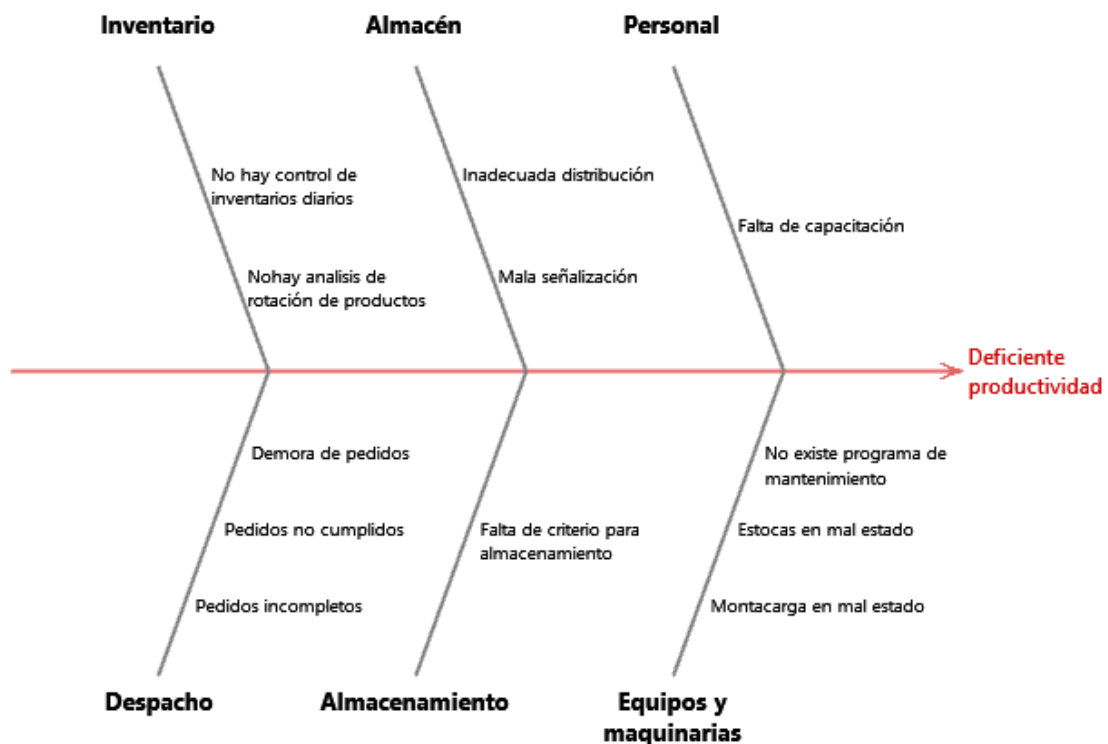 Inventario
Almacén
Personal
No hay control de
inventarios diarios
Inadecuada distribución
Falta de capacitación
Nohay analisis de
rotación de productos
Mala señalización
Deficiente
productividad
Demora de pedidos
No existe programa de
mantenimiento
Pedidos no cumplidos
Falta de criterio para
almacenamiento
Estocas en mal estado
Pedidos incompletos
Montacarga en mal estado
Despacho
Almacenamiento
Equipos y
maquinarias